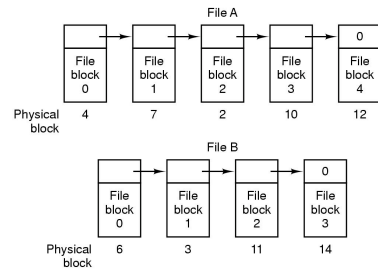 File A
0
File block 0
File block 1
File block 2
File block 3
File block 4
Physical block
4 7 2 10 12
File B
0
File block 0
File block 1
File block 2
File block 3
Physical block
6 3 11 14